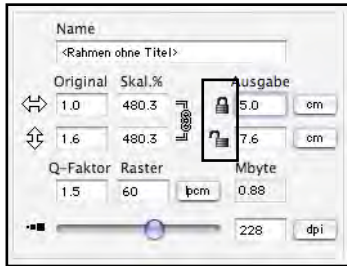 Name
<Rahmen ohne Titel>
Original Skal.% Ausgabe
1.0 480.3 5.0 cm
1.6 480.3 7.6 cm
Q-Faktor Raster Mbyte
1.5 60 pcm 0.88
228 dpi